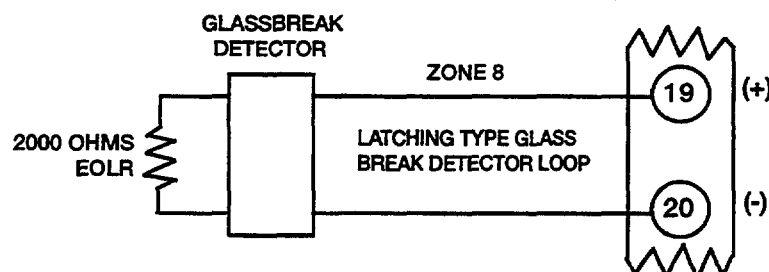 GLASSBREAK
DETECTOR
ZONE 8
19
(+)
2000 OHMS
EOLR
LATCHING TYPE GLASS
BREAK DETECTOR LOOP
20
(-)